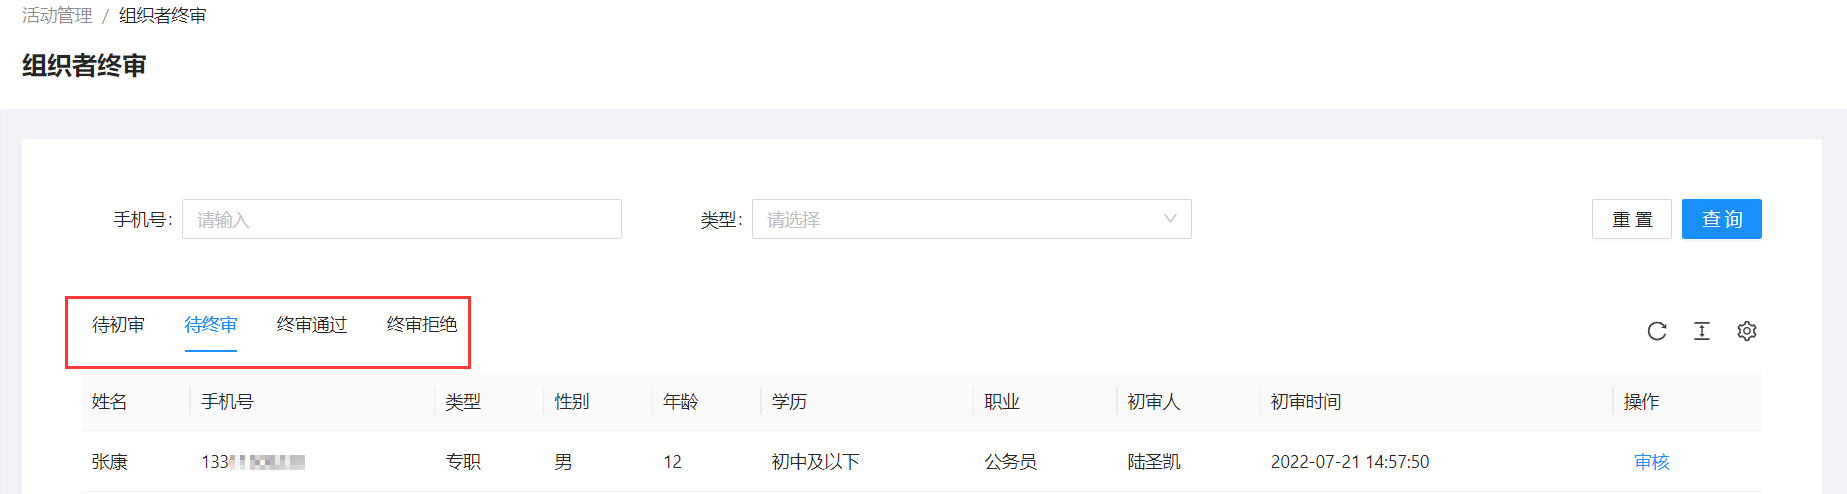 活动管理 / 组织者终审
组织者终审
手机号: 请输入 类型: 请选择 重置 查询
待初审 待终审 终审通过 终审拒绝
姓名 手机号 类型 性别 年龄 学历 职业 初审人 初审时间 操作
张康 133 专职 男 12 初中及以下 公务员 陆圣凯 2022-07-21 14:57:50 审核